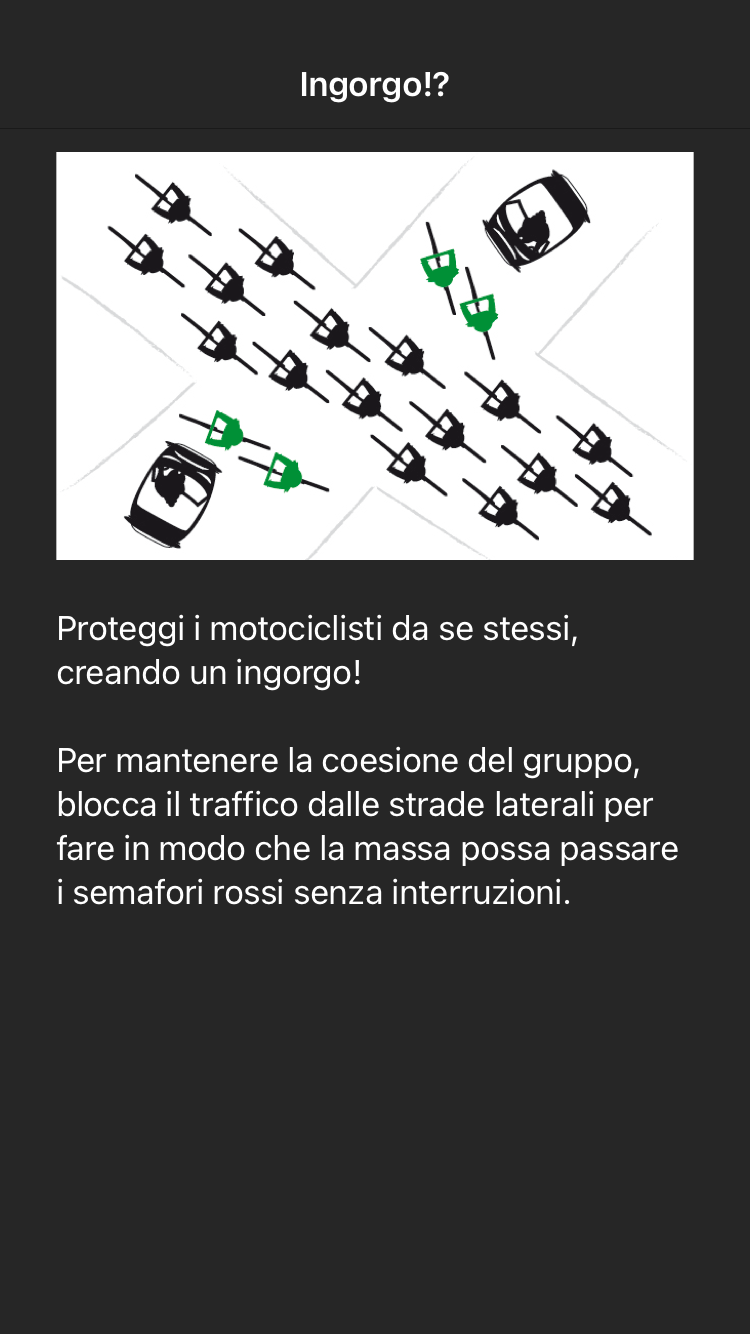 Ingorgo!?
Proteggi i motociclisti da se stessi,
creando un ingorgo!
Per mantenere la coesione del gruppo,
blocca il traffico dalle strade laterali per
fare in modo che la massa possa passare
i semafori rossi senza interruzioni.